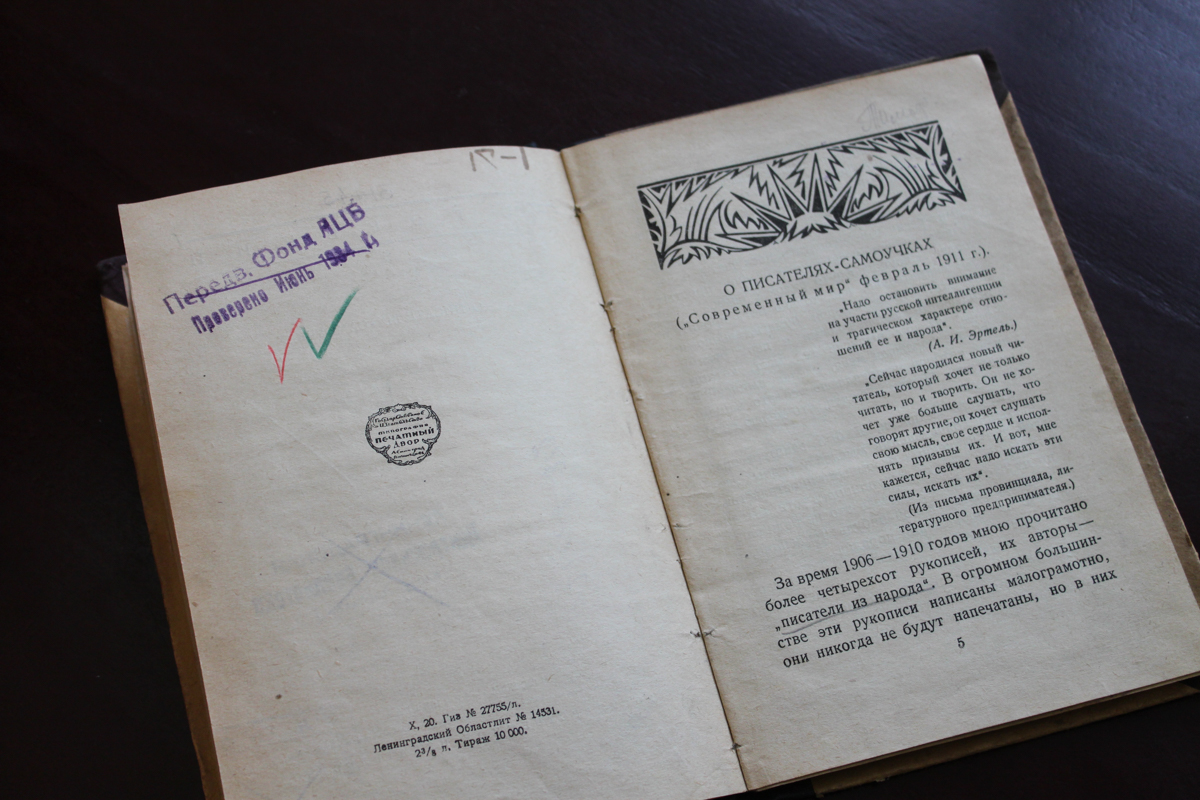 Передв. Фонд ЯЦБ
Проверено Июнь 1934 г.
типография
ПЕЧАТНЫЙ
ДВОР
Х, 20. Гиз № 27755/л.
Ленинградский Областлит № 14531.
2³/₈ л. Тираж 10 000.
О ПИСАТЕЛЯХ-САМОУЧКАХ
(„Современный мир“ февраль 1911 г.).
„Надо остановить внимание
на участи русской интеллигенции
и трагическом характере отно-
шений ее и народа“.
(А. И. Эртель.)
„Сейчас народился новый чи-
татель, который хочет не только
читать, но и творить. Он не хо-
чет уже больше слушать, что
говорят другие, он хочет слушать
свою мысль, свое сердце и испол-
нять призывы их. И вот, мне
кажется, сейчас надо искать эти
силы, искать их“.
(Из письма провинциала, ли-
тературного предпринимателя.)
За время 1906—1910 годов мною прочитано
более четырехсот рукописей, их авторы—
„писатели из народа“. В огромном большин-
стве эти рукописи написаны малограмотно,
они никогда не будут напечатаны, но в них
5